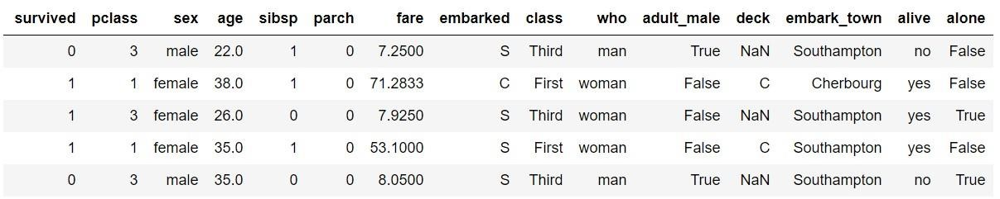 survived pclass sex age sibsp parch fare embarked class who adult_male deck embark_town alive alone
0 3 male 22.0 1 0 7.2500 S Third man True NaN Southampton no False
1 1 female 38.0 1 0 71.2833 C First woman False C Cherbourg yes False
1 3 female 26.0 0 0 7.9250 S Third woman False NaN Southampton yes True
1 1 female 35.0 1 0 53.1000 S First woman False C Southampton yes False
0 3 male 35.0 0 0 8.0500 S Third man True NaN Southampton no True